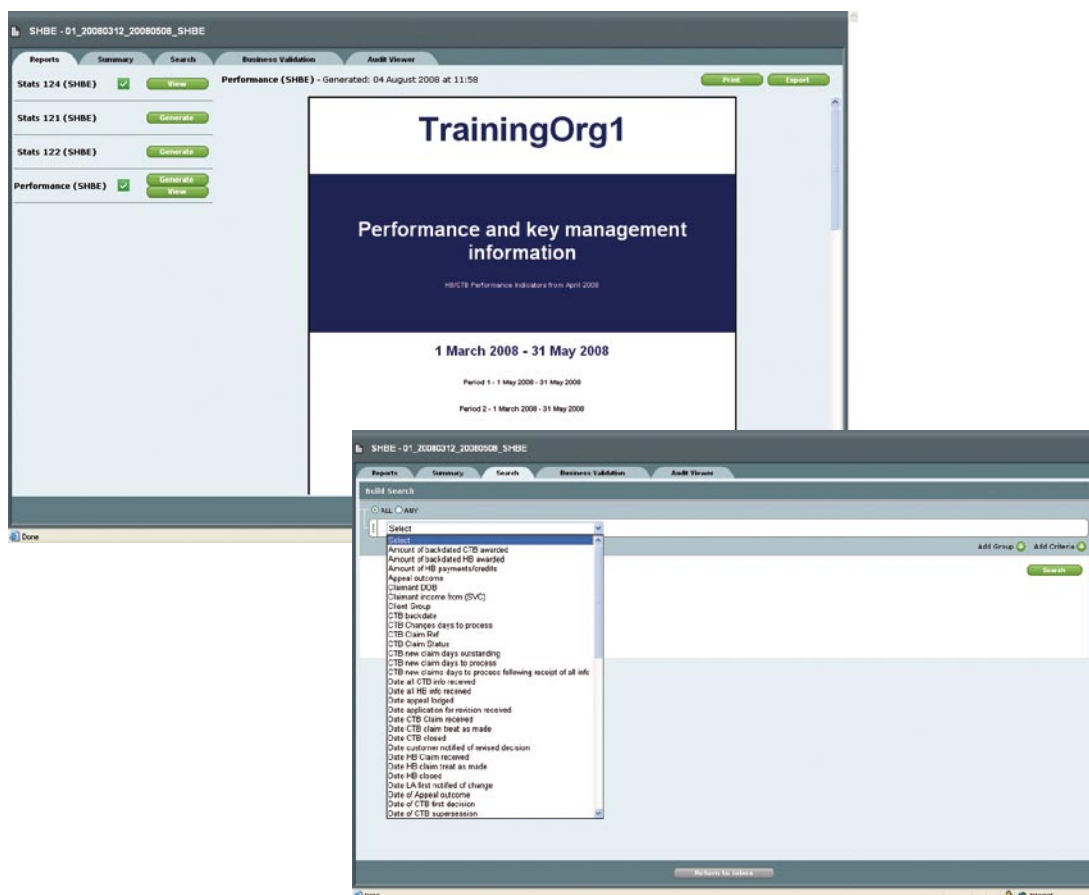 SHBE - 01_20080312_20080508_SHBE
Reports Summary Search Business Validation Audit Viewer
Stats 124 (SHBE) View Performance (SHBE) - Generated: 04 August 2008 at 11:58 Print Export
Stats 121 (SHBE) Generate
Stats 122 (SHBE) Generate
Performance (SHBE) Generate
View
TrainingOrg1
Performance and key management
information
HB/CTB Performance Indicators from April 2008
1 March 2008 - 31 May 2008
Period 1 - 1 May 2008 - 31 May 2008
Period 2 - 1 March 2008 - 31 May 2008
Done
SHBE - 01_20080312_20080508_SHBE
Reports Summary Search Business Validation Audit Viewer
Build Search
ALL ANY
Select
Add Group Add Criteria
Search
Select
Amount of backdated CTB awarded
Amount of backdated HB awarded
Amount of HB payments/credits
Appeal outcome
Claimant DOB
Claimant income from (SVC)
Client Group
CTB backdate
CTB Changes days to process
CTB Claim Ref
CTB Claim Status
CTB new claim days outstanding
CTB new claim days to process
CTB new claims days to process following receipt of all info
Date all CTB info received
Date all HB info received
Date appeal lodged
Date application for revision received
Date CTB Claim received
Date CTB claim treat as made
Date CTB closed
Date customer notified of revised decision
Date HB Claim received
Date HB claim treat as made
Date HB closed
Date LA first notified of change
Date of Appeal outcome
Date of CTB first decision
Date of CTB supersession
Return to inbox
Done